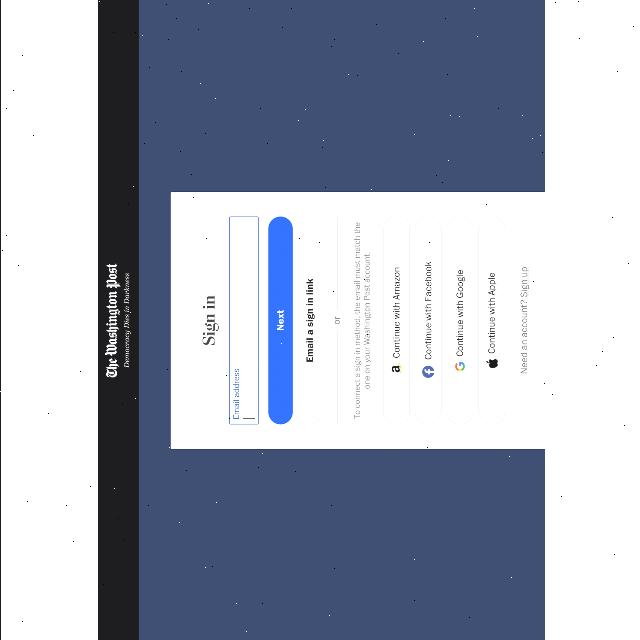 The Washington Post
Democracy Dies in Darkness
Sign in
Email address
Next
Email a sign in link
or
To connect a sign in method, the email must match the
one on your Washington Post account.
Continue with Amazon
Continue with Facebook
Continue with Google
Continue with Apple
Need an account? Sign up